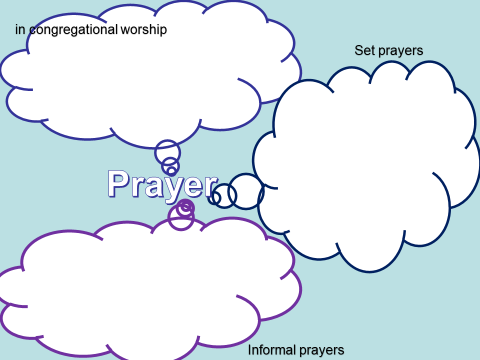 in congregational worship
Set prayers
Prayer
Informal prayers